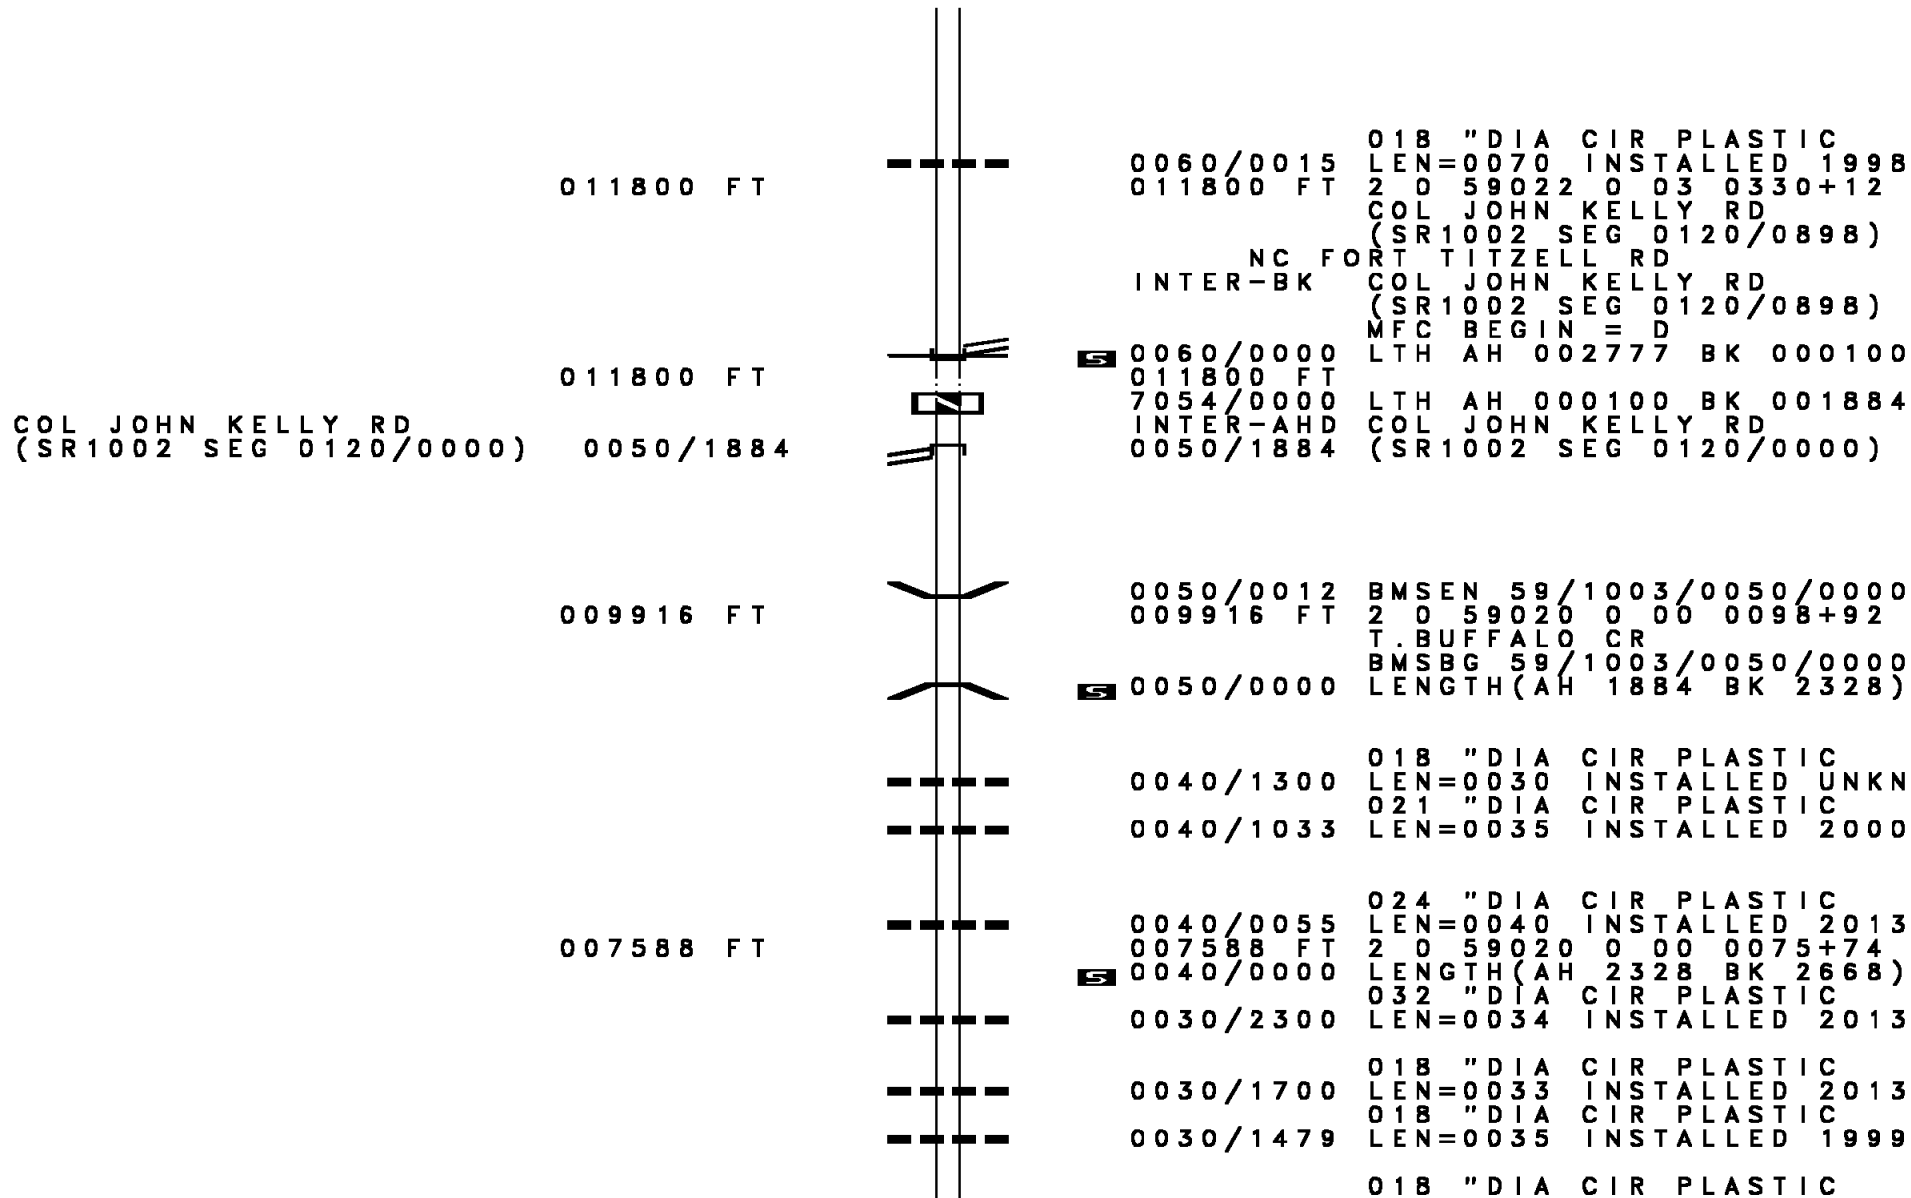 018 "DIA CIR PLASTIC
0060/0015 LEN=0070 INSTALLED 1998
011800 FT 011800 FT 2 0 59022 0 03 0330+12
COL JOHN KELLY RD
(SR1002 SEG 0120/0898)
NC FORT TITZELL RD
INTER-BK COL JOHN KELLY RD
(SR1002 SEG 0120/0898)
MFC BEGIN = D
S 0060/0000 LTH AH 002777 BK 000100
011800 FT 011800 FT
7054/0000 LTH AH 000100 BK 001884
COL JOHN KELLY RD INTER-AHD COL JOHN KELLY RD
(SR1002 SEG 0120/0000) 0050/1884 0050/1884 (SR1002 SEG 0120/0000)
0050/0012 BMSEN 59/1003/0050/0000
009916 FT 009916 FT 2 0 59020 0 00 0098+92
T.BUFFALO CR
BMSBG 59/1003/0050/0000
S 0050/0000 LENGTH(AH 1884 BK 2328)
018 "DIA CIR PLASTIC
0040/1300 LEN=0030 INSTALLED UNKN
021 "DIA CIR PLASTIC
0040/1033 LEN=0035 INSTALLED 2000
024 "DIA CIR PLASTIC
0040/0055 LEN=0040 INSTALLED 2013
007588 FT 007588 FT 2 0 59020 0 00 0075+74
S 0040/0000 LENGTH(AH 2328 BK 2668)
032 "DIA CIR PLASTIC
0030/2300 LEN=0034 INSTALLED 2013
018 "DIA CIR PLASTIC
0030/1700 LEN=0033 INSTALLED 2013
018 "DIA CIR PLASTIC
0030/1479 LEN=0035 INSTALLED 1999
018 "DIA CIR PLASTIC